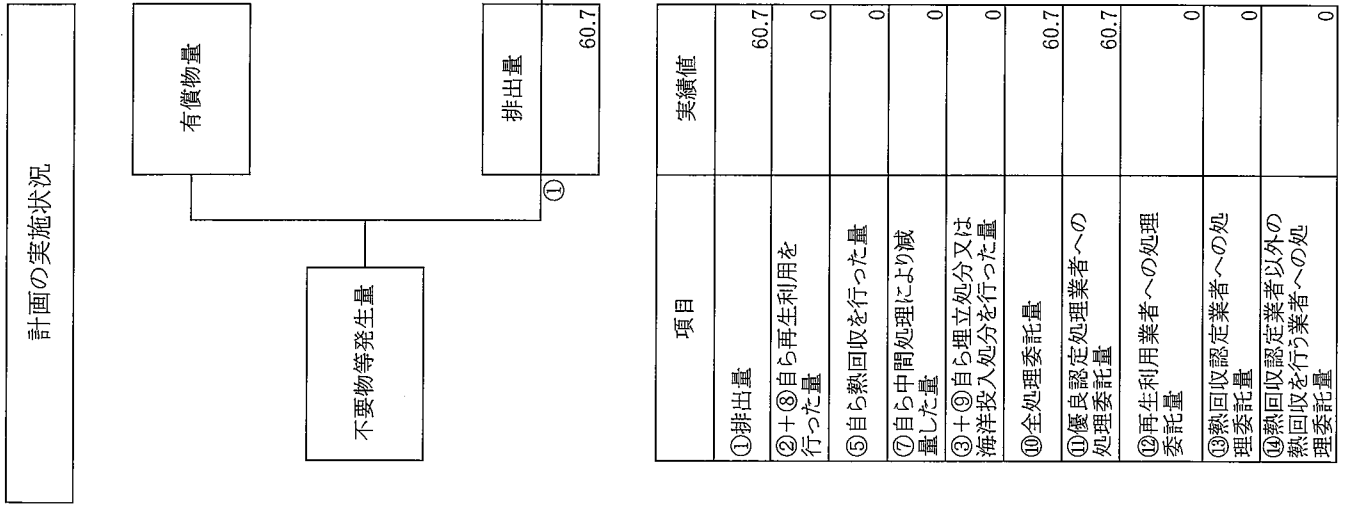 計画の実施状況
不要物等発生量
有償物量
①
排出量
60.7
項目
実績値
①排出量
60.7
②+⑧自ら再生利用を
行った量
0
⑤自ら熱回収を行った量
0
⑦自ら中間処理により減
量した量
0
③+⑨自ら埋立処分又は
海洋投入処分を行った量
0
⑩全処理委託量
60.7
⑪優良認定処理業者への
処理委託量
60.7
⑫再生利用業者への処理
委託量
0
⑬熱回収認定業者への処
理委託量
0
⑭熱回収認定業者以外の
熱回収を行う業者への処
理委託量
0